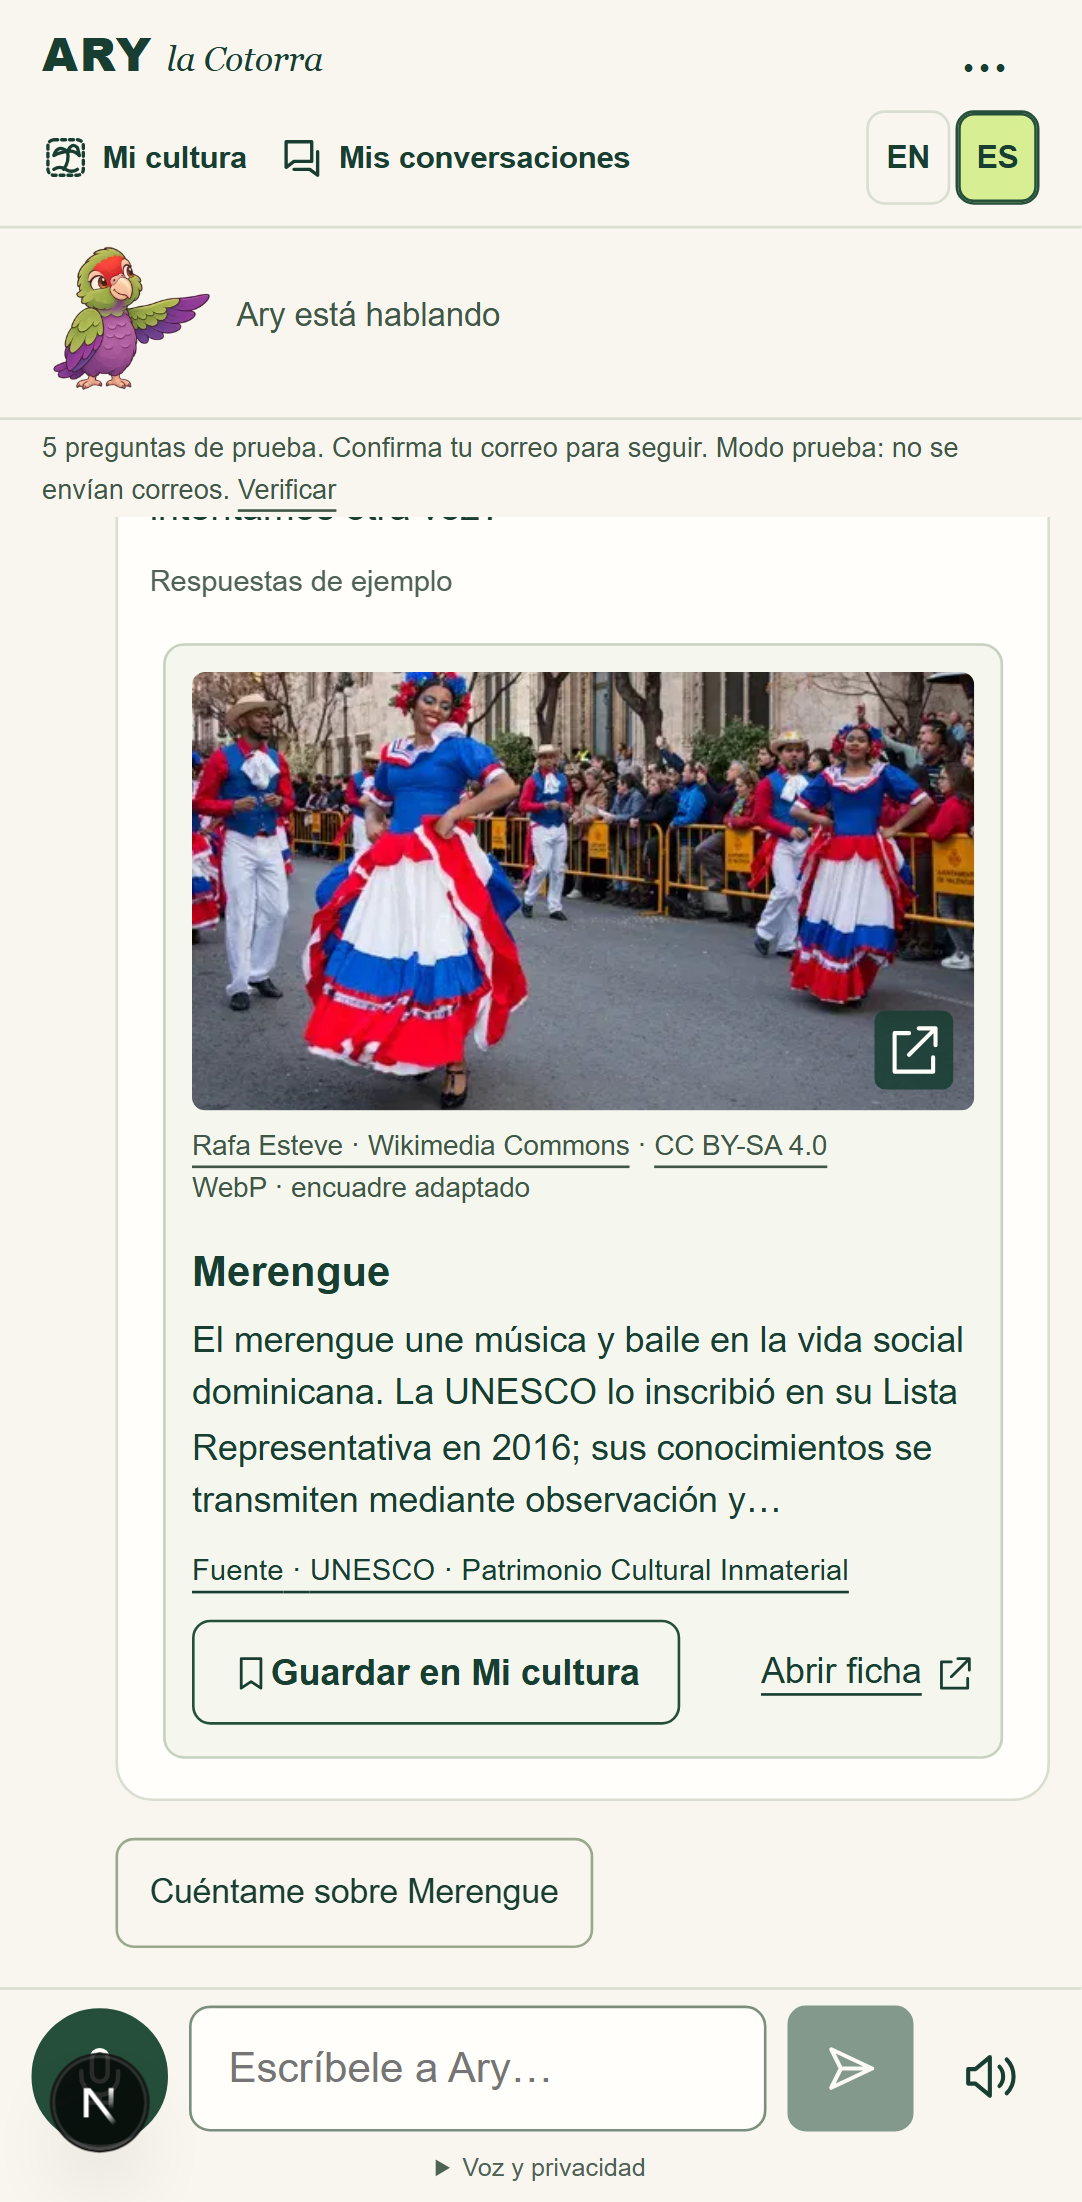 ARY la Cotorra
Mi cultura
Mis conversaciones
EN
ES
Ary está hablando
5 preguntas de prueba. Confirma tu correo para seguir. Modo prueba: no se
envían correos. Verificar
Respuestas de ejemplo
Rafa Esteve · Wikimedia Commons · CC BY-SA 4.0
WebP · encuadre adaptado
Merengue
El merengue une música y baile en la vida social
dominicana. La UNESCO lo inscribió en su Lista
Representativa en 2016; sus conocimientos se
transmiten mediante observación y…
Fuente · UNESCO · Patrimonio Cultural Inmaterial
Guardar en Mi cultura
Abrir ficha
Cuéntame sobre Merengue
Escríbele a Ary…
N
Voz y privacidad